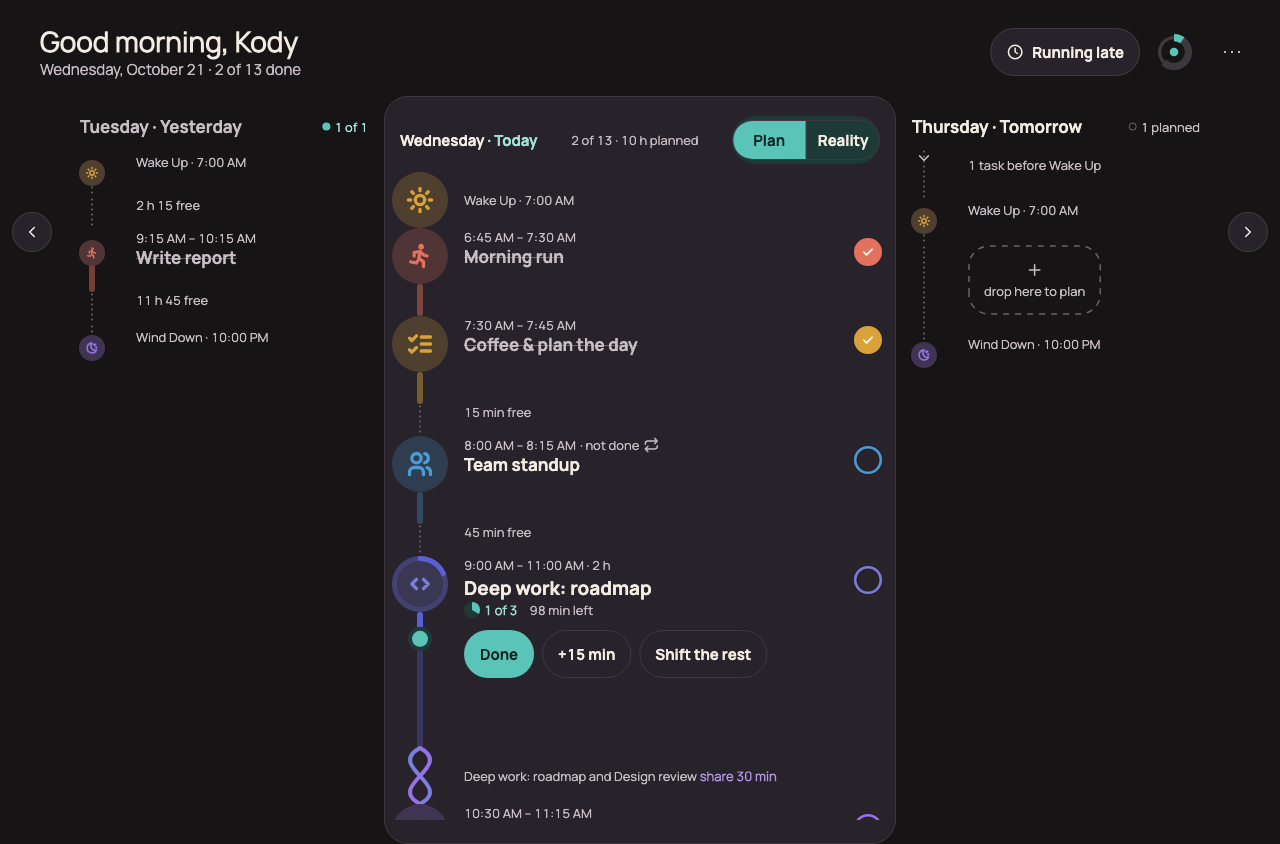 Good morning, Kody
Wednesday, October 21 · 2 of 13 done
Running late
Tuesday · Yesterday
1 of 1
Wake Up · 7:00 AM
2 h 15 free
9:15 AM – 10:15 AM
Write report
11 h 45 free
Wind Down · 10:00 PM
Wednesday · Today
2 of 13 · 10 h planned
Plan
Reality
Wake Up · 7:00 AM
6:45 AM – 7:30 AM
Morning run
7:30 AM – 7:45 AM
Coffee & plan the day
15 min free
8:00 AM – 8:15 AM · not done
Team standup
45 min free
9:00 AM – 11:00 AM · 2 h
Deep work: roadmap
1 of 3 98 min left
Done
+15 min
Shift the rest
Deep work: roadmap and Design review share 30 min
10:30 AM – 11:15 AM
Thursday · Tomorrow
1 planned
1 task before Wake Up
Wake Up · 7:00 AM
drop here to plan
Wind Down · 10:00 PM